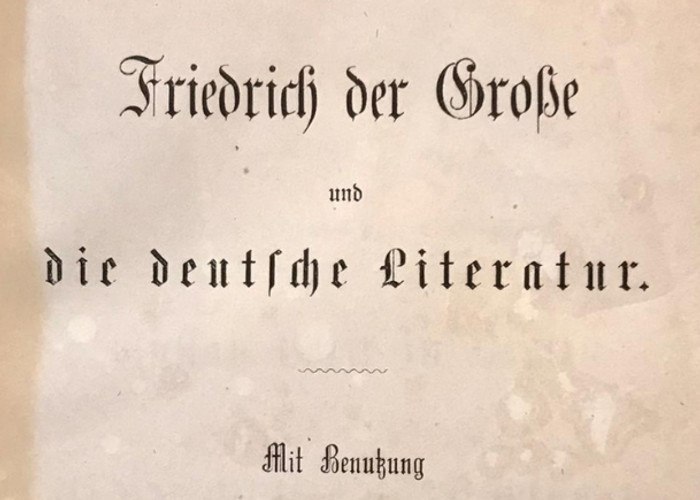 Friedrich der Große
und
die deutſche Literatur.
Mit Benutzung